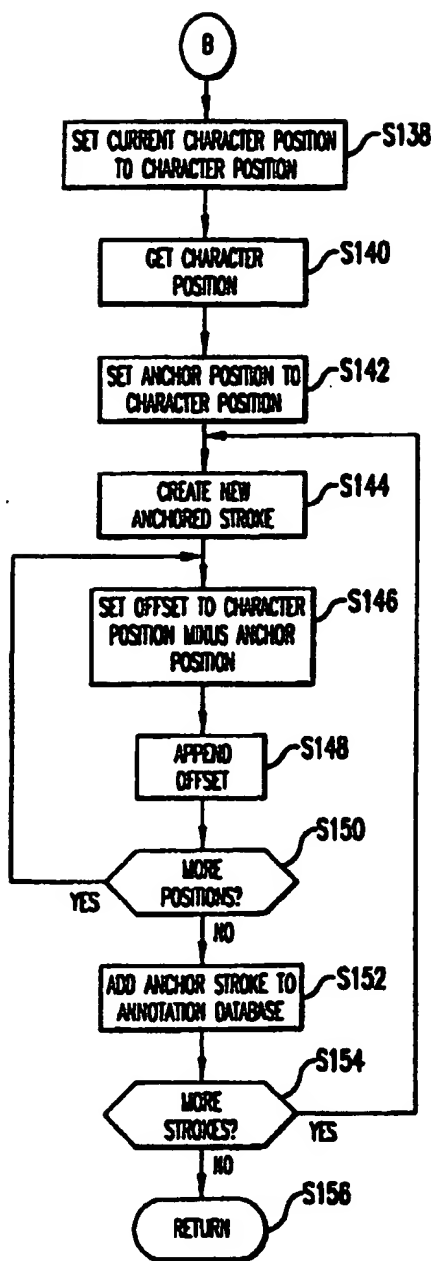 B
SET CURRENT CHARACTER POSITION
TO CHARACTER POSITION
S138
GET CHARACTER
POSITION
S140
SET ANCHOR POSITION TO
CHARACTER POSITION
S142
CREATE NEW
ANCHORED STROKE
S144
SET OFFSET TO CHARACTER
POSITION MINUS ANCHOR
POSITION
S146
APPEND
OFFSET
S148
MORE
POSITIONS?
S150
YES
NO
ADD ANCHOR STROKE TO
ANNOTATION DATABASE
S152
MORE
STROKES?
S154
YES
NO
RETURN
S156